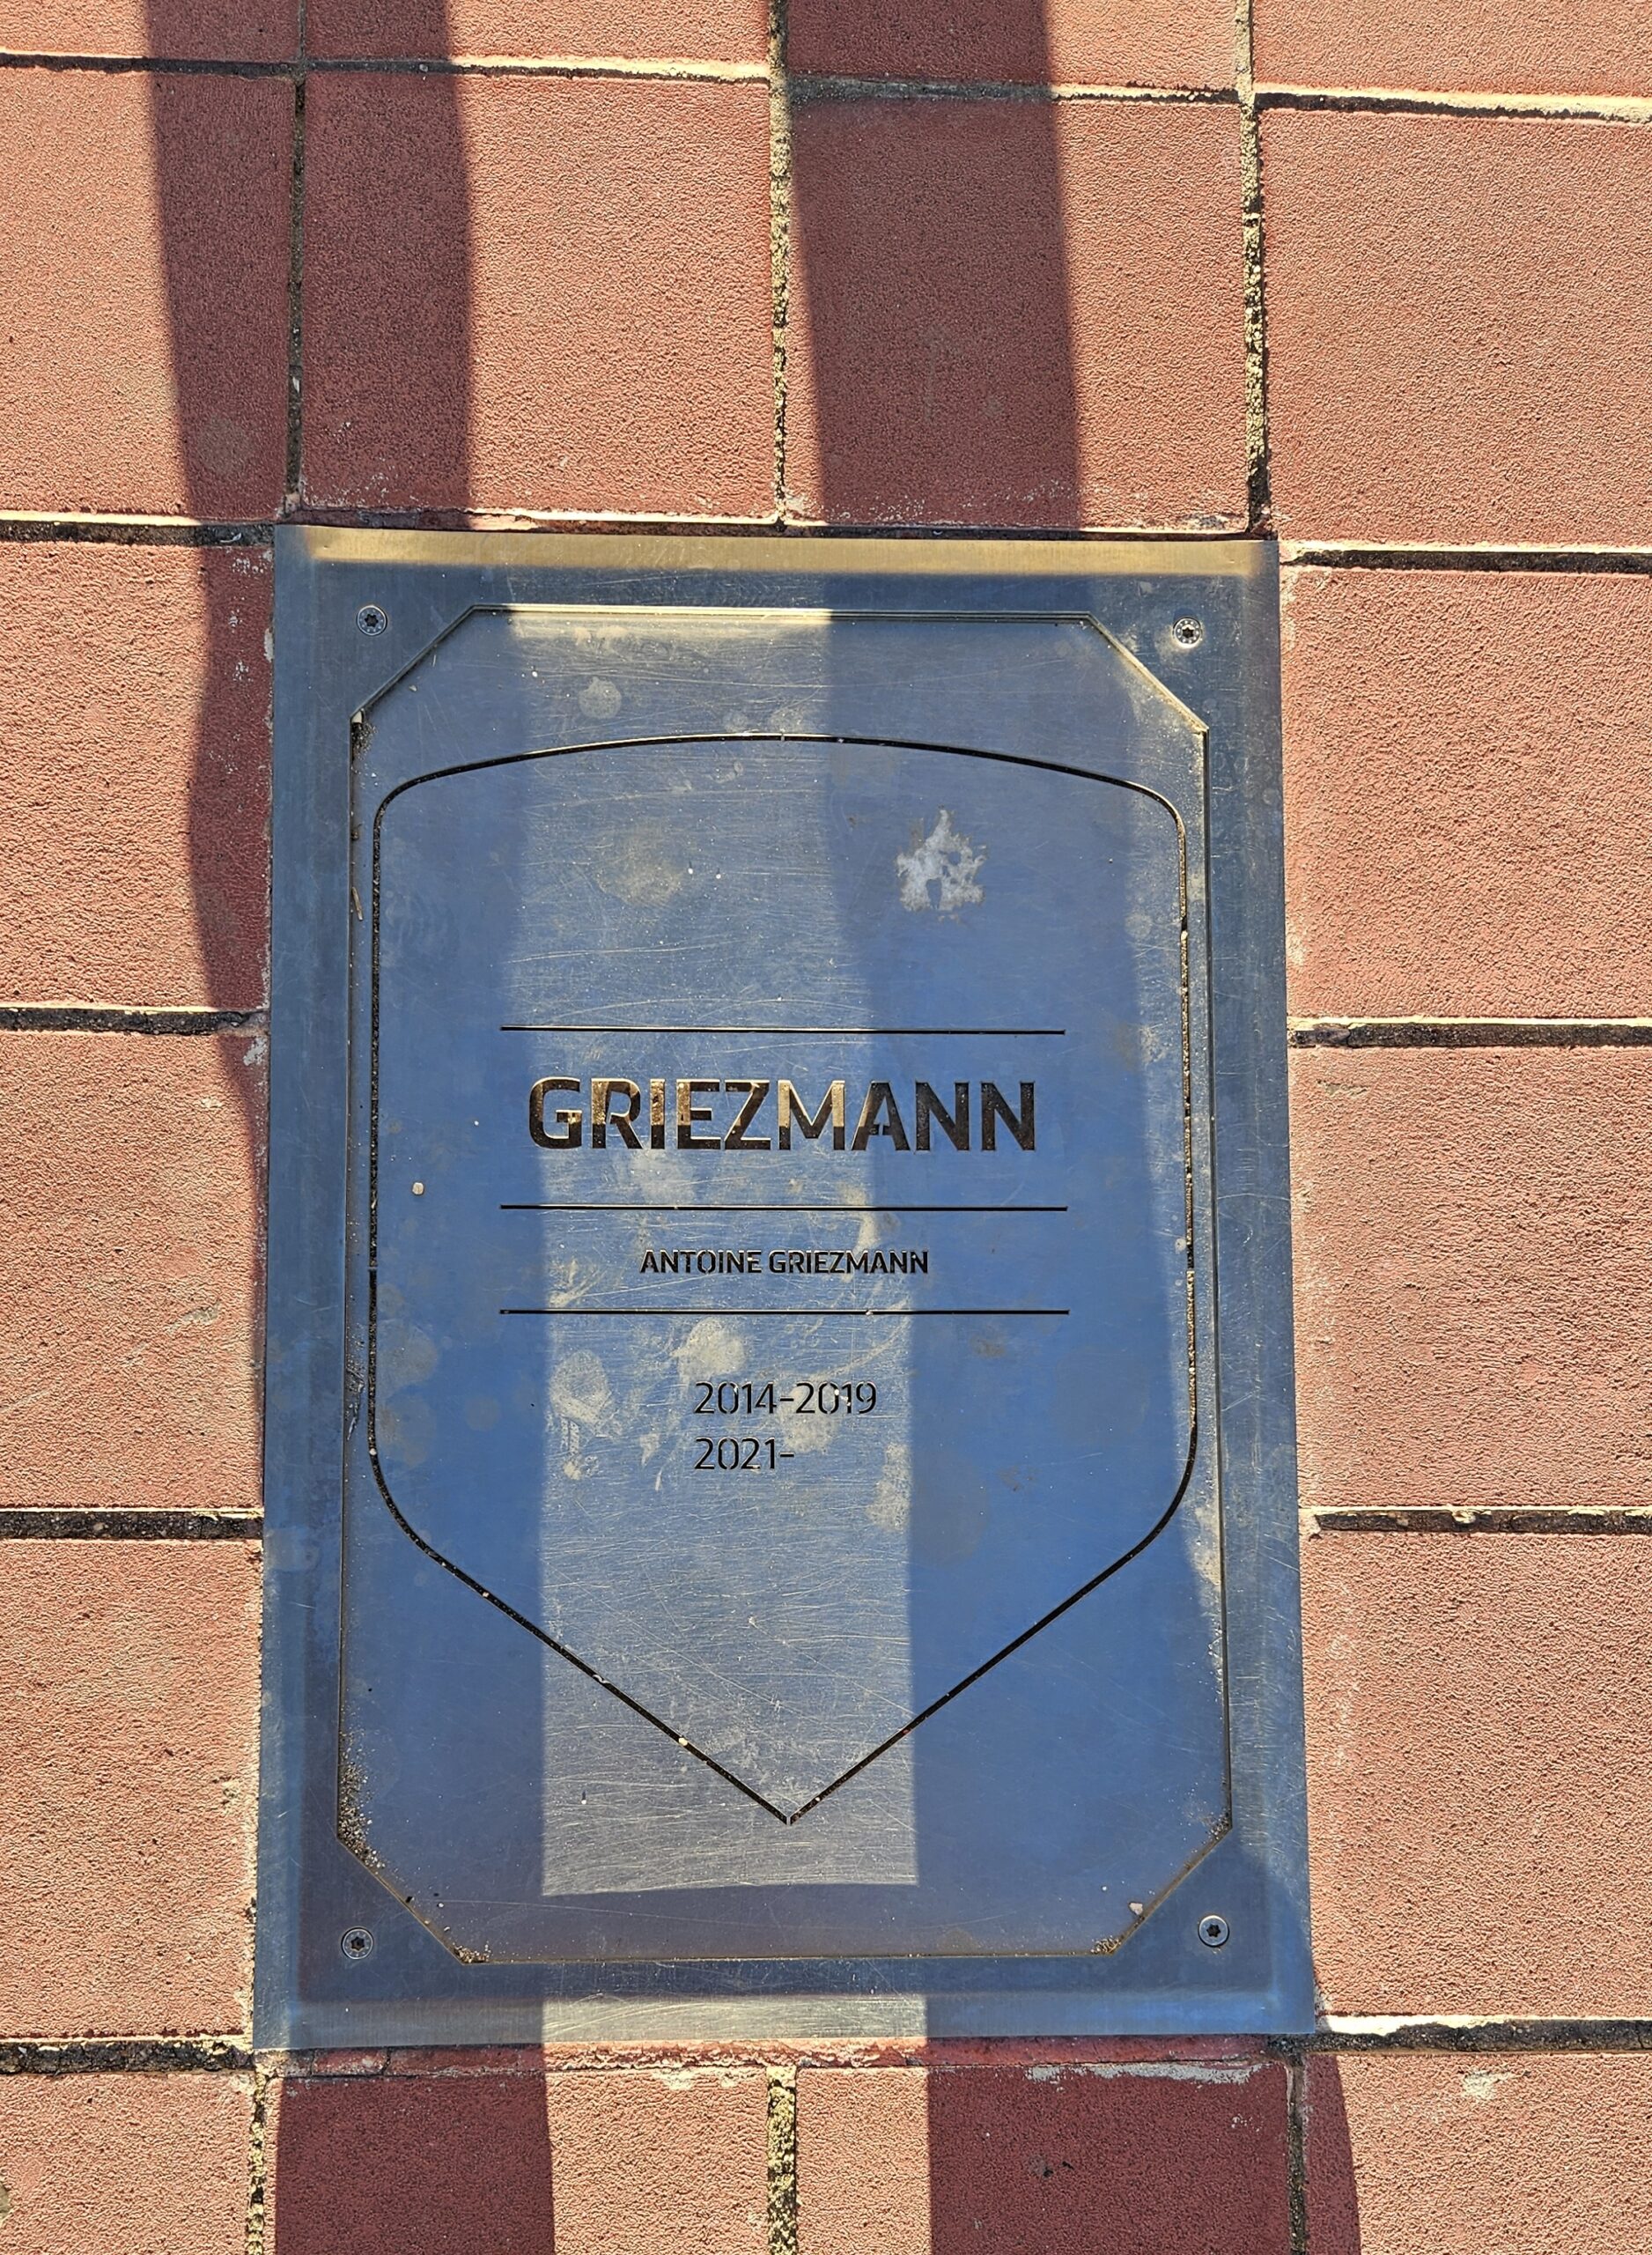 GRIEZMANN
ANTOINE GRIEZMANN
2014-2019
2021-